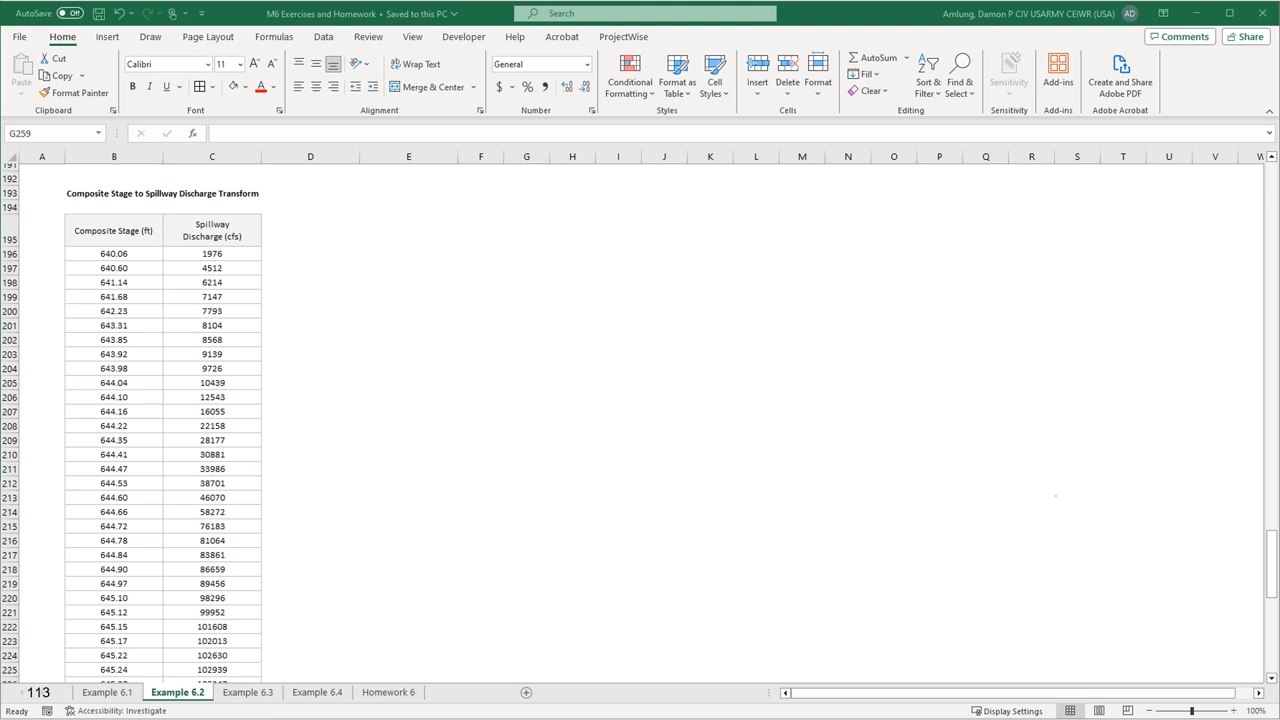 AutoSave Off M6 Exercises and Homework • Saved to this PC Search Amlung, Damon P CIV USARMY CEIWR (USA) AD
File Home Insert Draw Page Layout Formulas Data Review View Developer Help Acrobat ProjectWise Comments Share
Paste Cut Copy Format Painter Clipboard
Calibri 11 A A B I U A Font
Wrap Text Merge & Center Alignment
General $ % Number
Conditional Formatting Format as Table Cell Styles Styles
Insert Delete Format Cells
AutoSum Fill Clear Sort & Filter Find & Select Editing
Sensitivity Sensitivity
Add-ins Add-ins
Create and Share Adobe PDF Adobe Acrobat
G259 fx
A B C D E F G H I J K L M N O P Q R S T U V W
191
192
193 Composite Stage to Spillway Discharge Transform
194
195 Composite Stage (ft) Spillway Discharge (cfs)
196 640.06 1976
197 640.60 4512
198 641.14 6214
199 641.68 7147
200 642.23 7793
201 643.31 8104
202 643.85 8568
203 643.92 9139
204 643.98 9726
205 644.04 10439
206 644.10 12543
207 644.16 16055
208 644.22 22158
209 644.35 28177
210 644.41 30881
211 644.47 33986
212 644.53 38701
213 644.60 46070
214 644.66 58272
215 644.72 76183
216 644.78 81064
217 644.84 83861
218 644.90 86659
219 644.97 89456
220 645.10 98296
221 645.12 99952
222 645.15 101608
223 645.17 102013
224 645.22 102630
225 645.24 102939
113 Example 6.1 Example 6.2 Example 6.3 Example 6.4 Homework 6
Ready Accessibility: Investigate Display Settings 100%